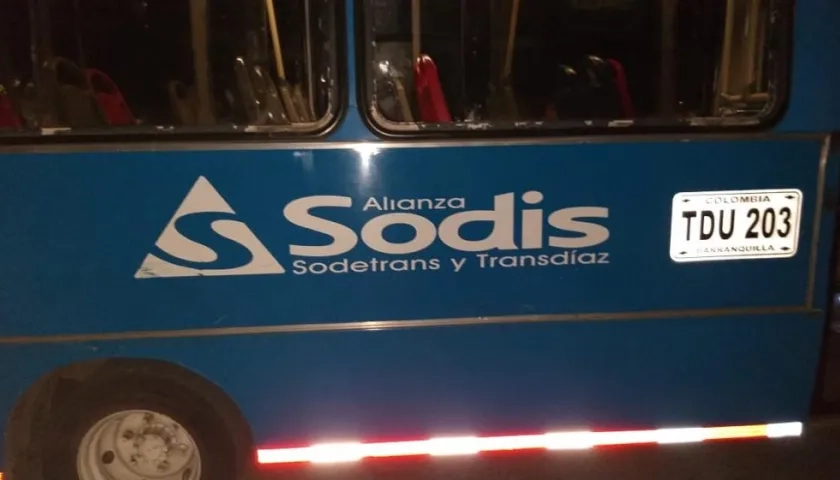 Alianza
Sodis
Sodetrans y Transdíaz
COLOMBIA
TDU 203
BARRANQUILLA